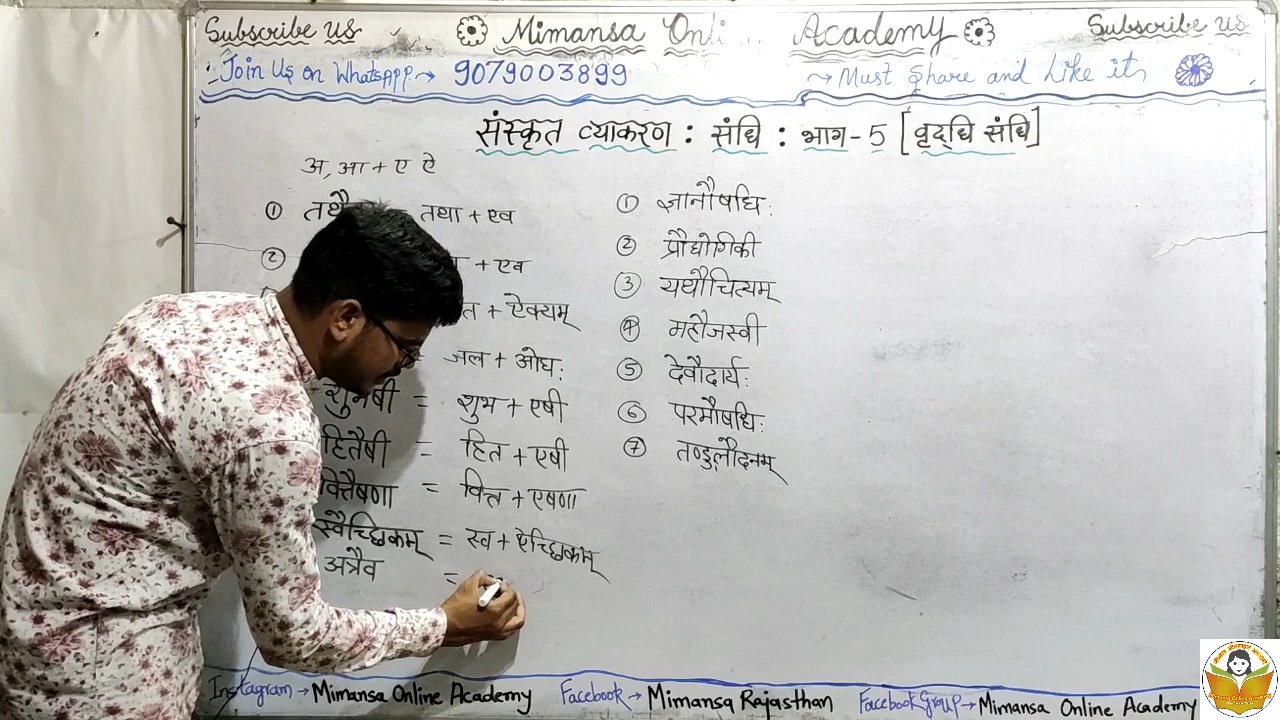 Subscribe us Mimansa Onli Academy Subscribe us
Join Us on WhatsApp → 9079003899 → Must Share and Like it
संस्कृत व्याकरण : संधि : भाग - 5 [वृद्धि संधि]
अ, आ + ए ऐ
① तथै तथा + एव
② + एव
त + ऐक्यम्
= जल + ओघः
शुभैषी = शुभ + एषी
हितैषी = हित + एषी
वित्तैषणा = वित्त + एषणा
स्वैच्छिकम् = स्व + ऐच्छिकम्
अत्रैव =
① ज्ञानौषधिः
② प्रौद्योगिकी
③ यथौचित्यम्
④ महौजस्वी
⑤ देवौदार्यः
⑥ परमौषधिः
⑦ तण्डुलौदनम्
Instagram → Mimansa Online Academy Facebook → Mimansa Rajasthan Facebook Group → Mimansa Online Academy